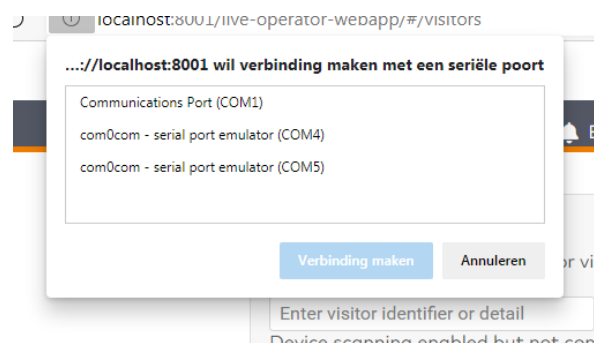 localhost:8001/live-operator-webapp/#/visitors
...://localhost:8001 wil verbinding maken met een seriële poort
Communications Port (COM1)
com0com - serial port emulator (COM4)
com0com - serial port emulator (COM5)
Verbinding maken
Annuleren
or vi
Enter visitor identifier or detail
Device scanning enabled but not con